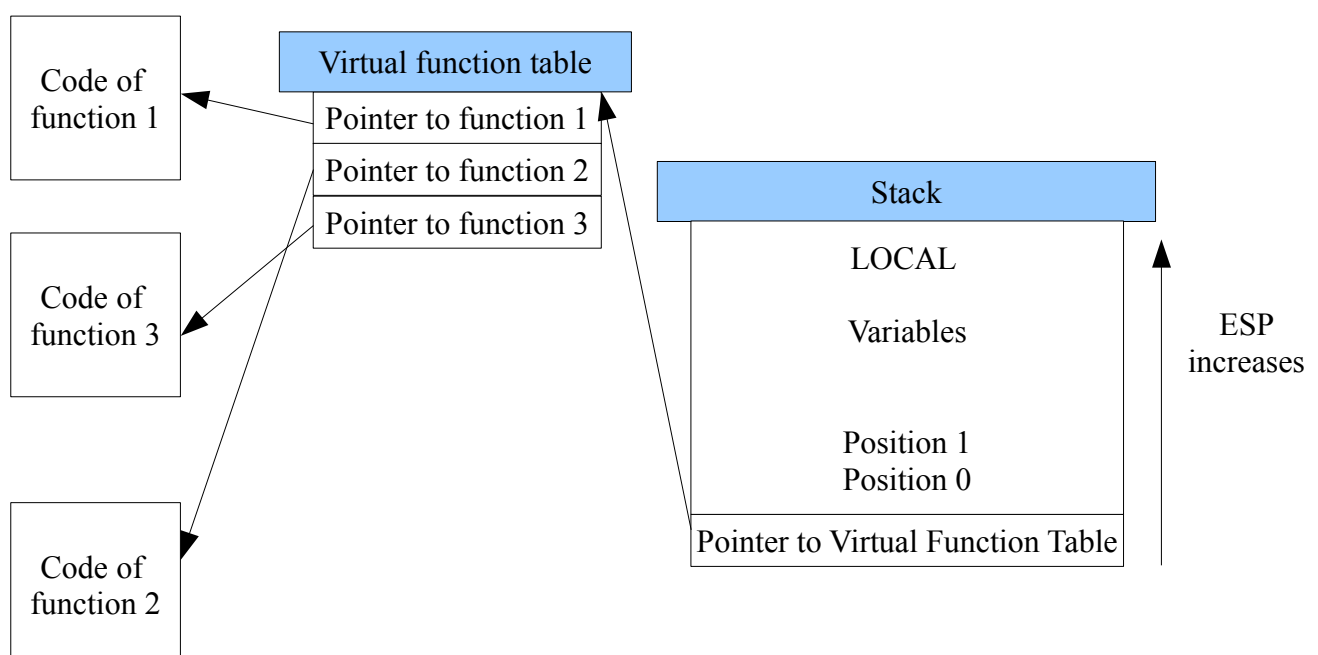 Code of
function 1
Virtual function table
Pointer to function 1
Pointer to function 2
Pointer to function 3
Code of
function 3
Code of
function 2
Stack
LOCAL
Variables
Position 1
Position 0
Pointer to Virtual Function Table
ESP
increases